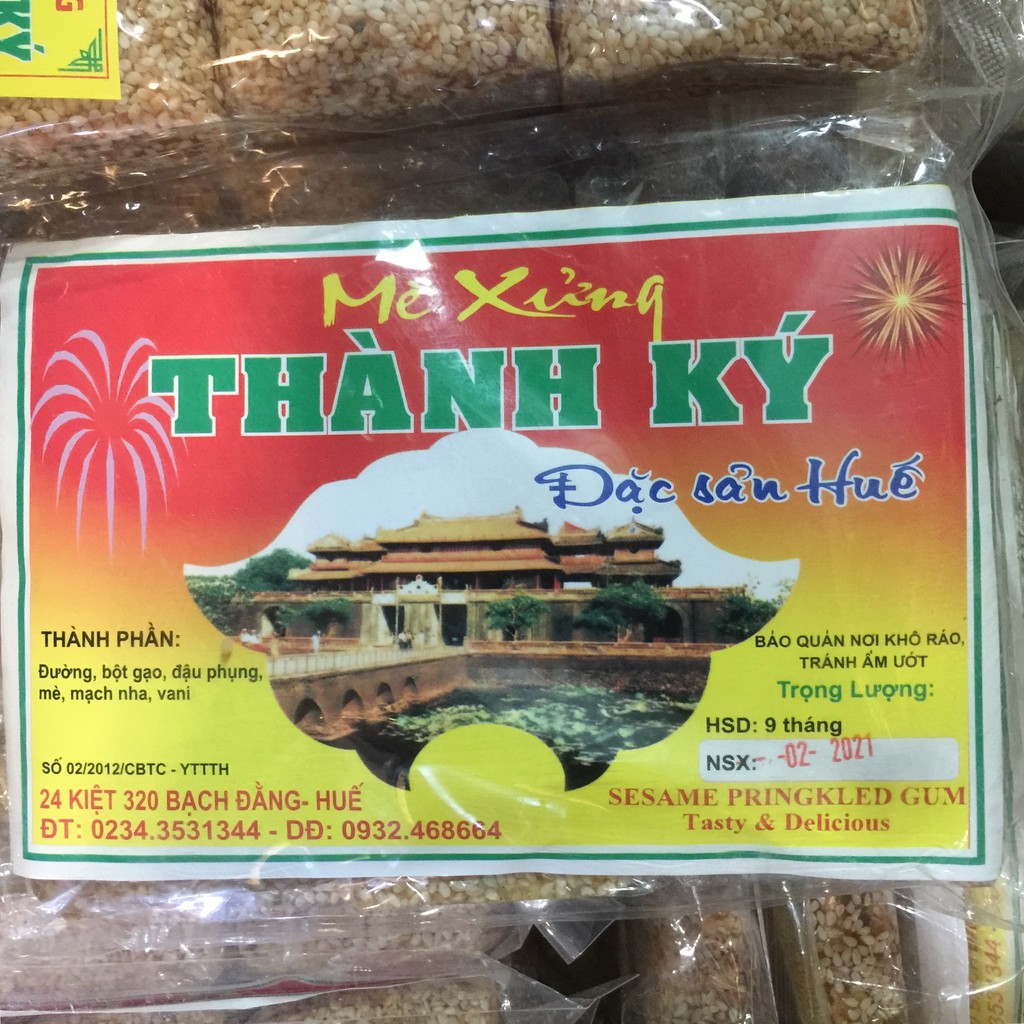 KÝ
Mè Xửng
THÀNH KÝ
Đặc sản Huế
THÀNH PHẦN:
Đường, bột gạo, đậu phụng,
mè, mạch nha, vani
SỐ 02/2012/CBTC - YTTTH
24 KIỆT 320 BẠCH ĐẰNG- HUẾ
ĐT: 0234.3531344 - DĐ: 0932.468664
BẢO QUẢN NƠI KHÔ RÁO,
TRÁNH ẨM ƯỚT
Trọng Lượng:
HSD: 9 tháng
NSX: -02- 2021
SESAME PRINGKLED GUM
Tasty & Delicious